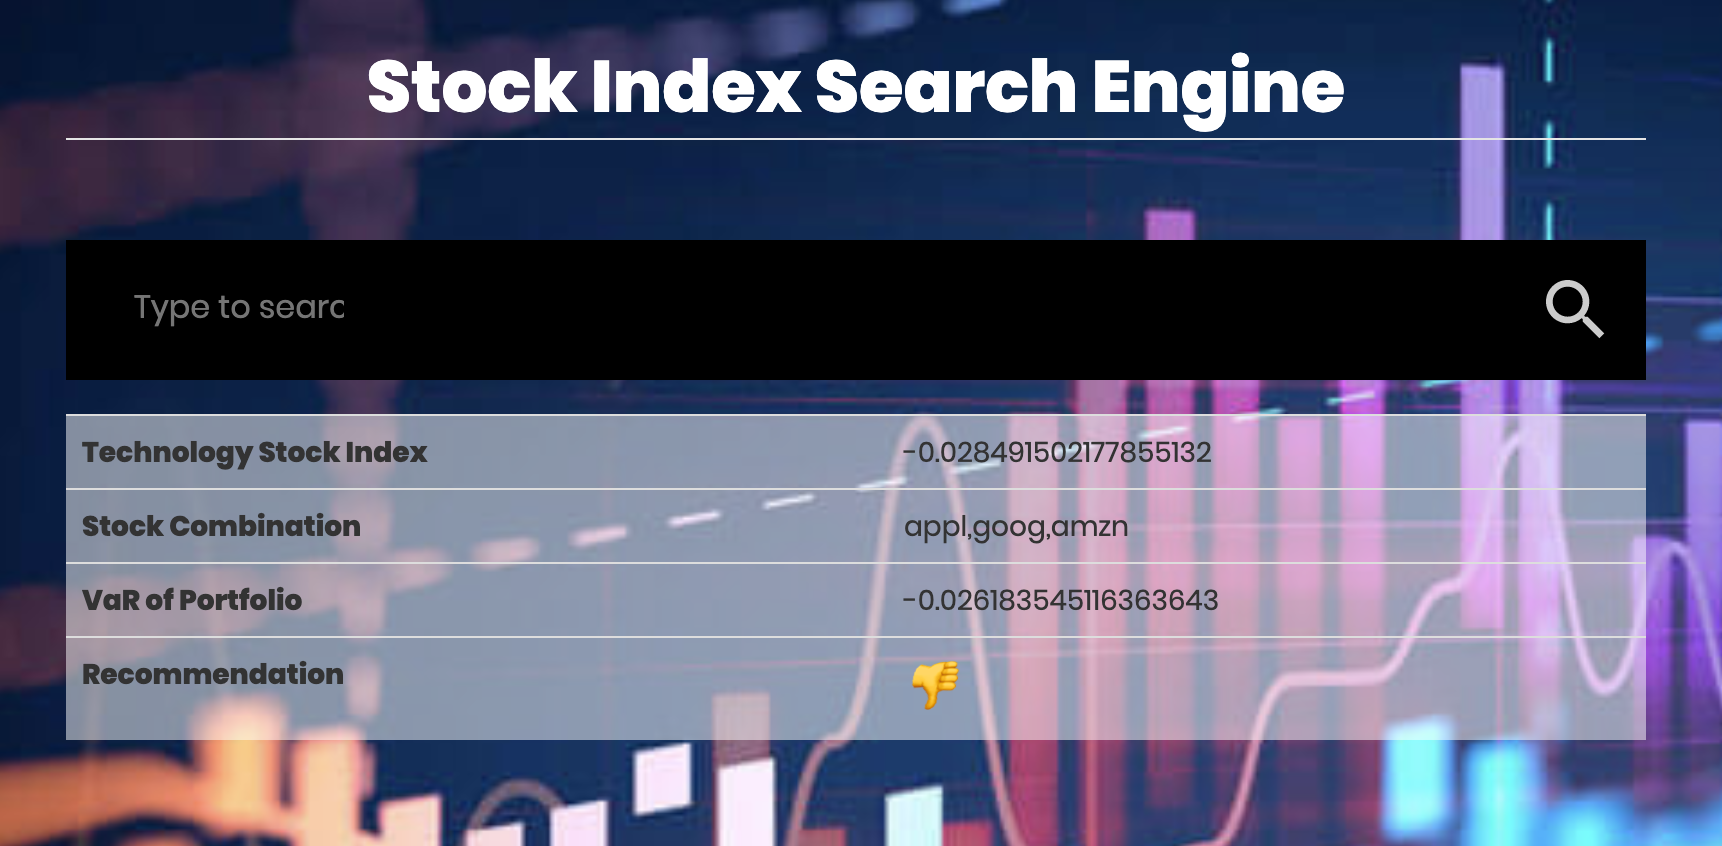 Stock Index Search Engine
Type to searc
Technology Stock Index -0.028491502177855132
Stock Combination appl,goog,amzn
VaR of Portfolio -0.026183545116363643
Recommendation